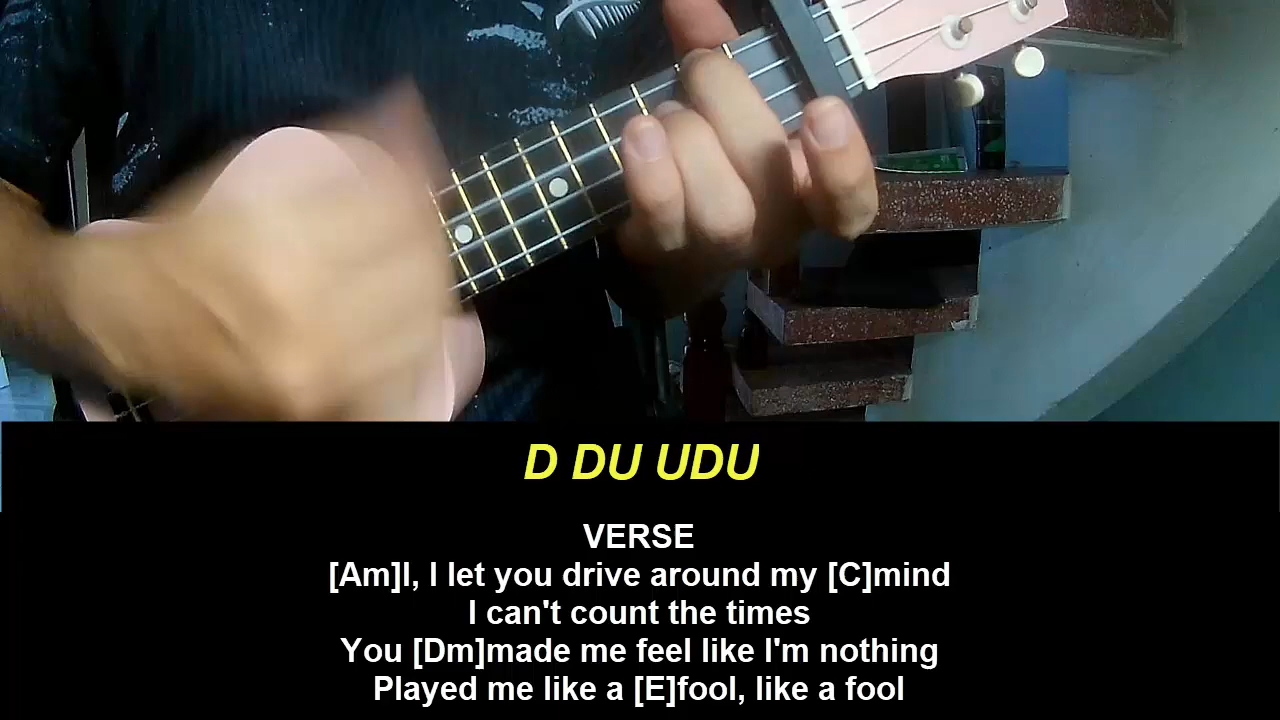 D DU UDU
VERSE
[Am]I, I let you drive around my [C]mind
I can't count the times
You [Dm]made me feel like I'm nothing
Played me like a [E]fool, like a fool